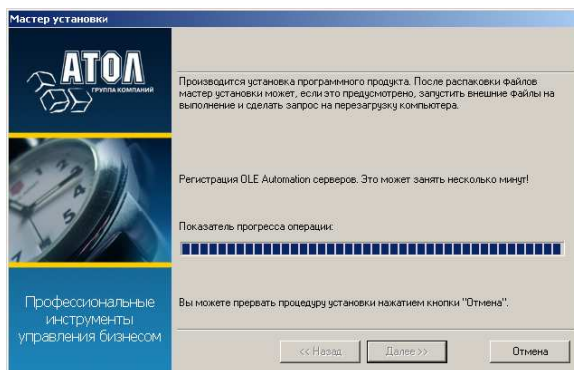 Мастер установки
АТОЛ
ГРУППА КОМПАНИЙ
Производится установка программного продукта. После распаковки файлов
мастер установки может, если это предусмотрено, запустить внешние файлы на
выполнение и сделать запрос на перезагрузку компьютера.
Регистрация OLE Automation серверов. Это может занять несколько минут!
Показатель прогресса операции:
Вы можете прервать процедуру установки нажатием кнопки "Отмена".
Профессиональные
инструменты
управления бизнесом
<< Назад
Далее >>
Отмена